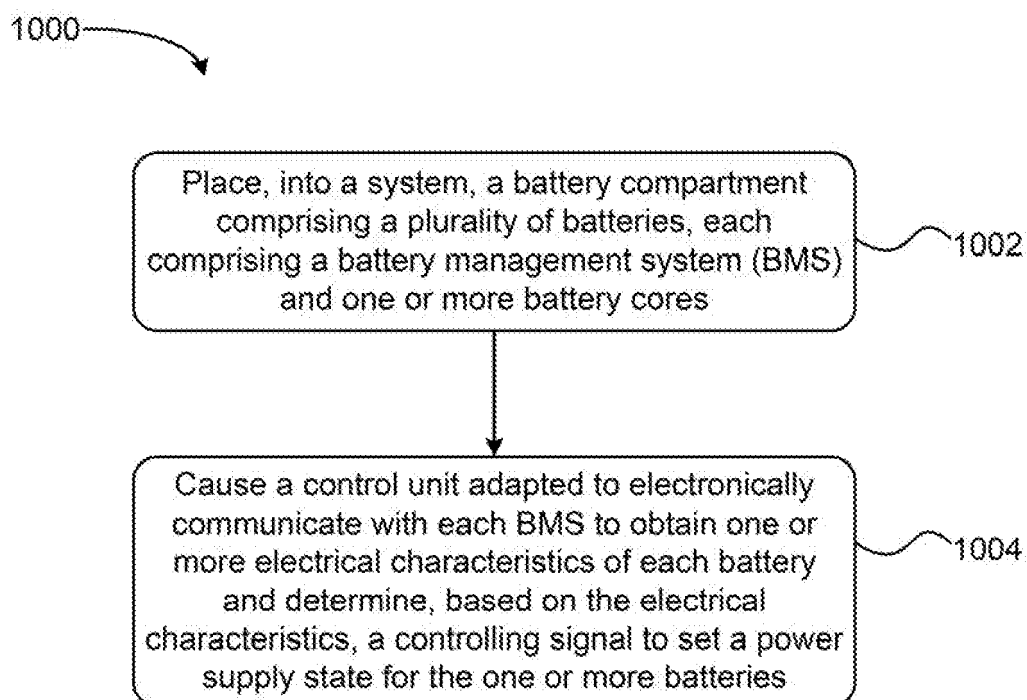 1000
Place, into a system, a battery compartment
comprising a plurality of batteries, each
comprising a battery management system (BMS)
and one or more battery cores
1002
Cause a control unit adapted to electronically
communicate with each BMS to obtain one or
more electrical characteristics of each battery
and determine, based on the electrical
characteristics, a controlling signal to set a power
supply state for the one or more batteries
1004